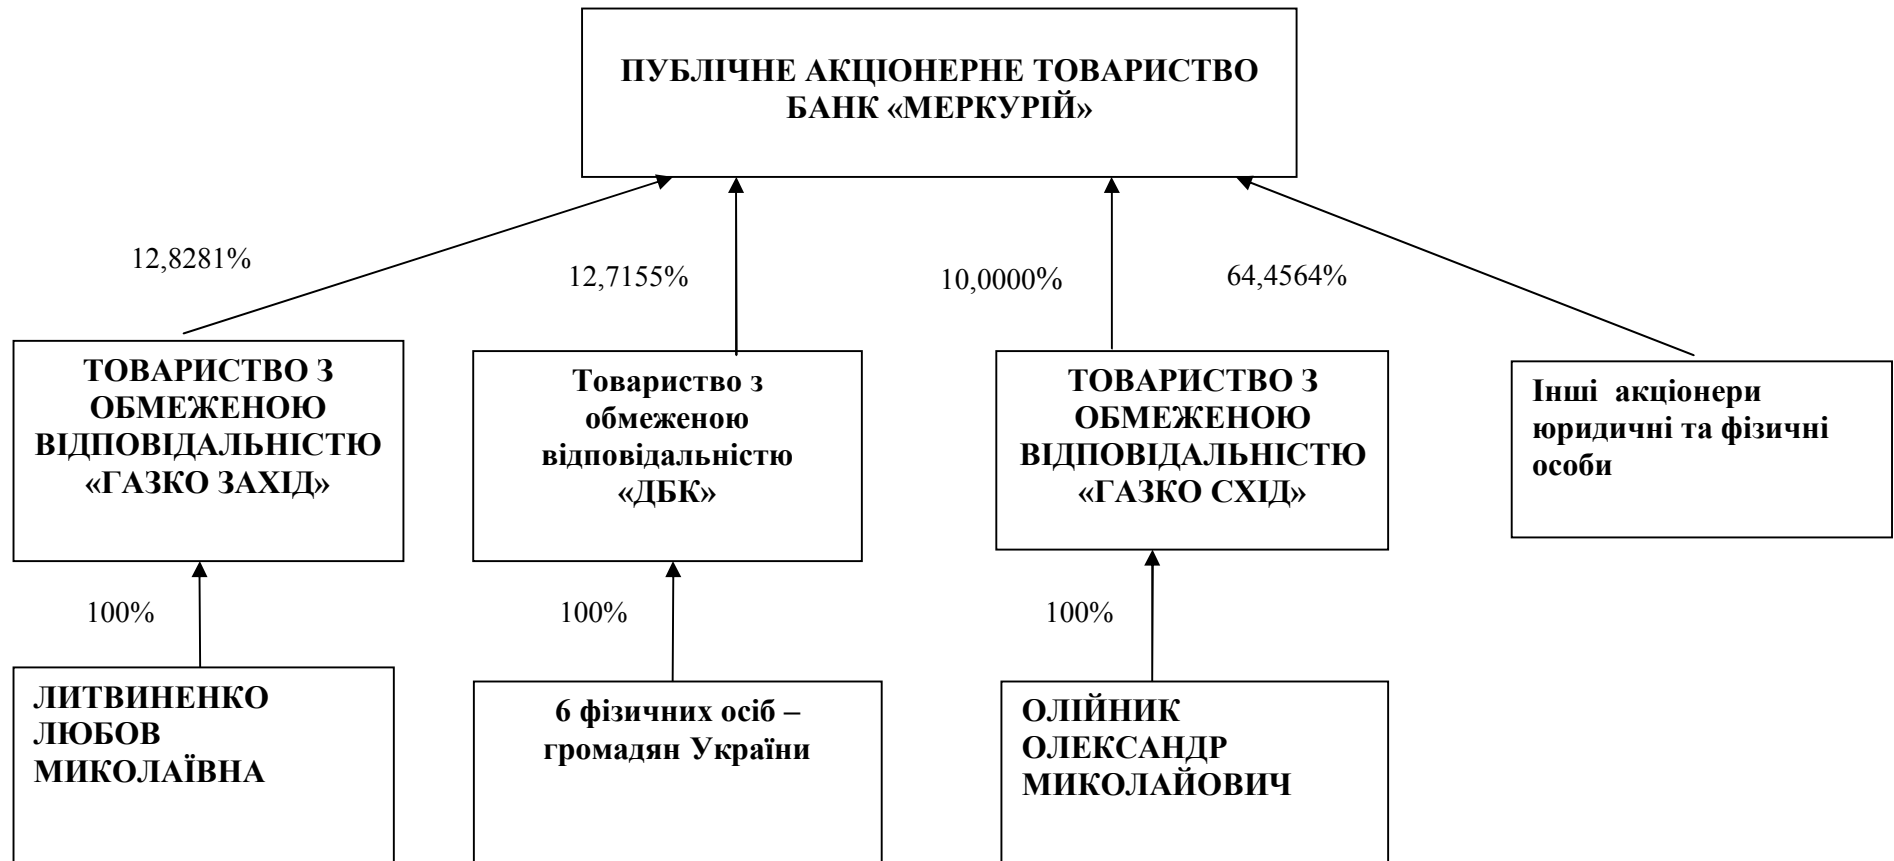 ПУБЛІЧНЕ АКЦІОНЕРНЕ ТОВАРИСТВО
БАНК «МЕРКУРІЙ»
12,8281%
12,7155%
10,0000%
64,4564%
ТОВАРИСТВО З
ОБМЕЖЕНОЮ
ВІДПОВІДАЛЬНІСТЮ
«ГАЗКО ЗАХІД»
Товариство з
обмеженою
відповідальністю
«ДБК»
ТОВАРИСТВО З
ОБМЕЖЕНОЮ
ВІДПОВІДАЛЬНІСТЮ
«ГАЗКО СХІД»
Інші акціонери
юридичні та фізичні
особи
100%
100%
100%
ЛИТВИНЕНКО
ЛЮБОВ
МИКОЛАЇВНА
6 фізичних осіб –
громадян України
ОЛІЙНИК
ОЛЕКСАНДР
МИКОЛАЙОВИЧ